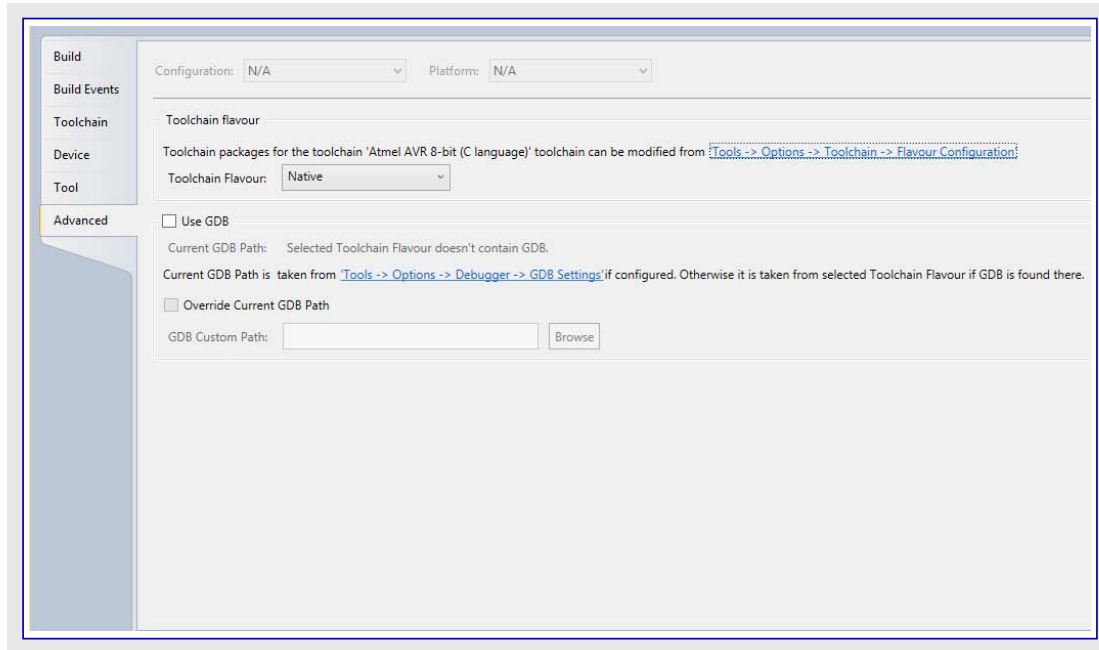 Build
Build Events
Toolchain
Device
Tool
Advanced
Configuration: N/A Platform: N/A
Toolchain flavour
Toolchain packages for the toolchain 'Atmel AVR 8-bit (C language)' toolchain can be modified from 'Tools -> Options -> Toolchain -> Flavour Configuration'
Toolchain Flavour: Native
Use GDB
Current GDB Path: Selected Toolchain Flavour doesn't contain GDB.
Current GDB Path is taken from 'Tools -> Options -> Debugger -> GDB Settings'if configured. Otherwise it is taken from selected Toolchain Flavour if GDB is found there.
Override Current GDB Path
GDB Custom Path: Browse